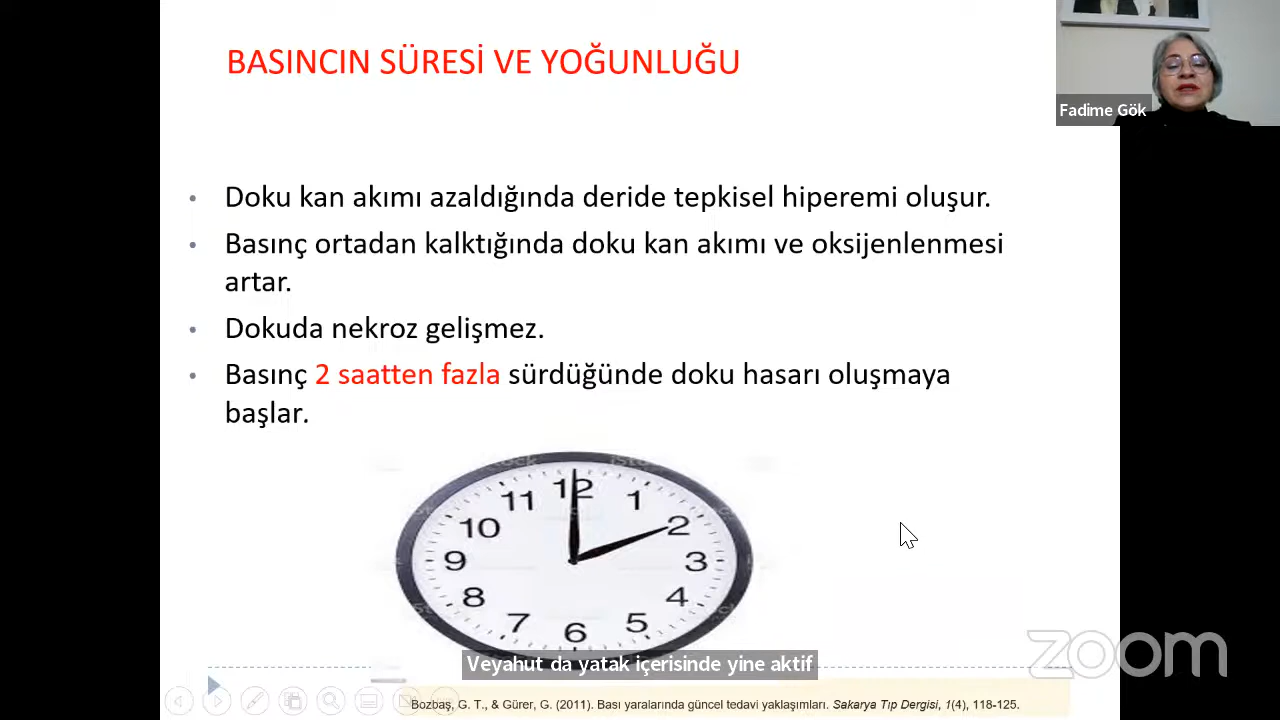 BASINCIN SÜRESİ VE YOĞUNLUĞU
Fadime Gök
• Doku kan akımı azaldığında deride tepkisel hiperemi oluşur.
• Basınç ortadan kalktığında doku kan akımı ve oksijenlenmesi
artar.
• Dokuda nekroz gelişmez.
• Basınç 2 saatten fazla sürdüğünde doku hasarı oluşmaya
başlar.
12
11 1
10 2
9 3
8 4
7 5
6
zoom
Veyahut da yatak içerisinde yine aktif
Bozbaş, G. T., & Gürer, G. (2011). Bası yaralarında güncel tedavi yaklaşımları. Sakarya Tıp Dergisi, 1(4), 118-125.